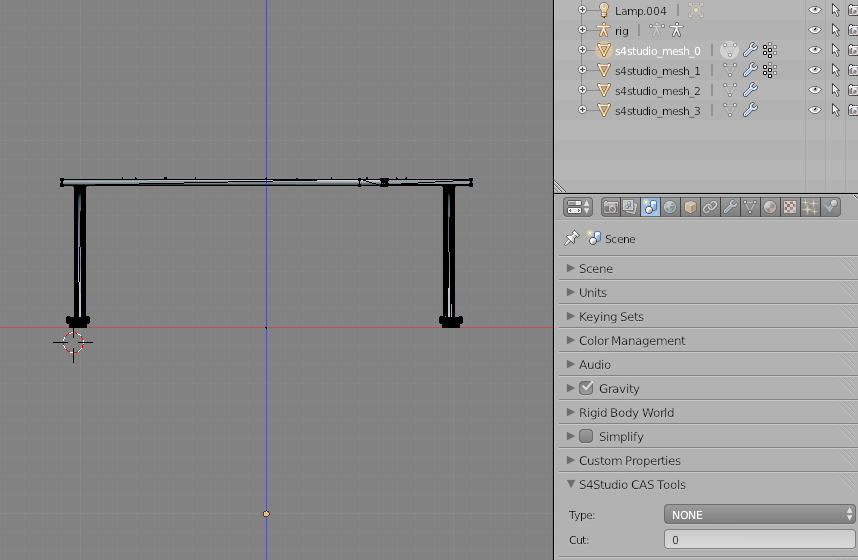 Lamp.004
rig
s4studio_mesh_0
s4studio_mesh_1
s4studio_mesh_2
s4studio_mesh_3
Scene
Scene
Units
Keying Sets
Color Management
Audio
Gravity
Rigid Body World
Simplify
Custom Properties
S4Studio CAS Tools
Type: NONE
Cut: 0